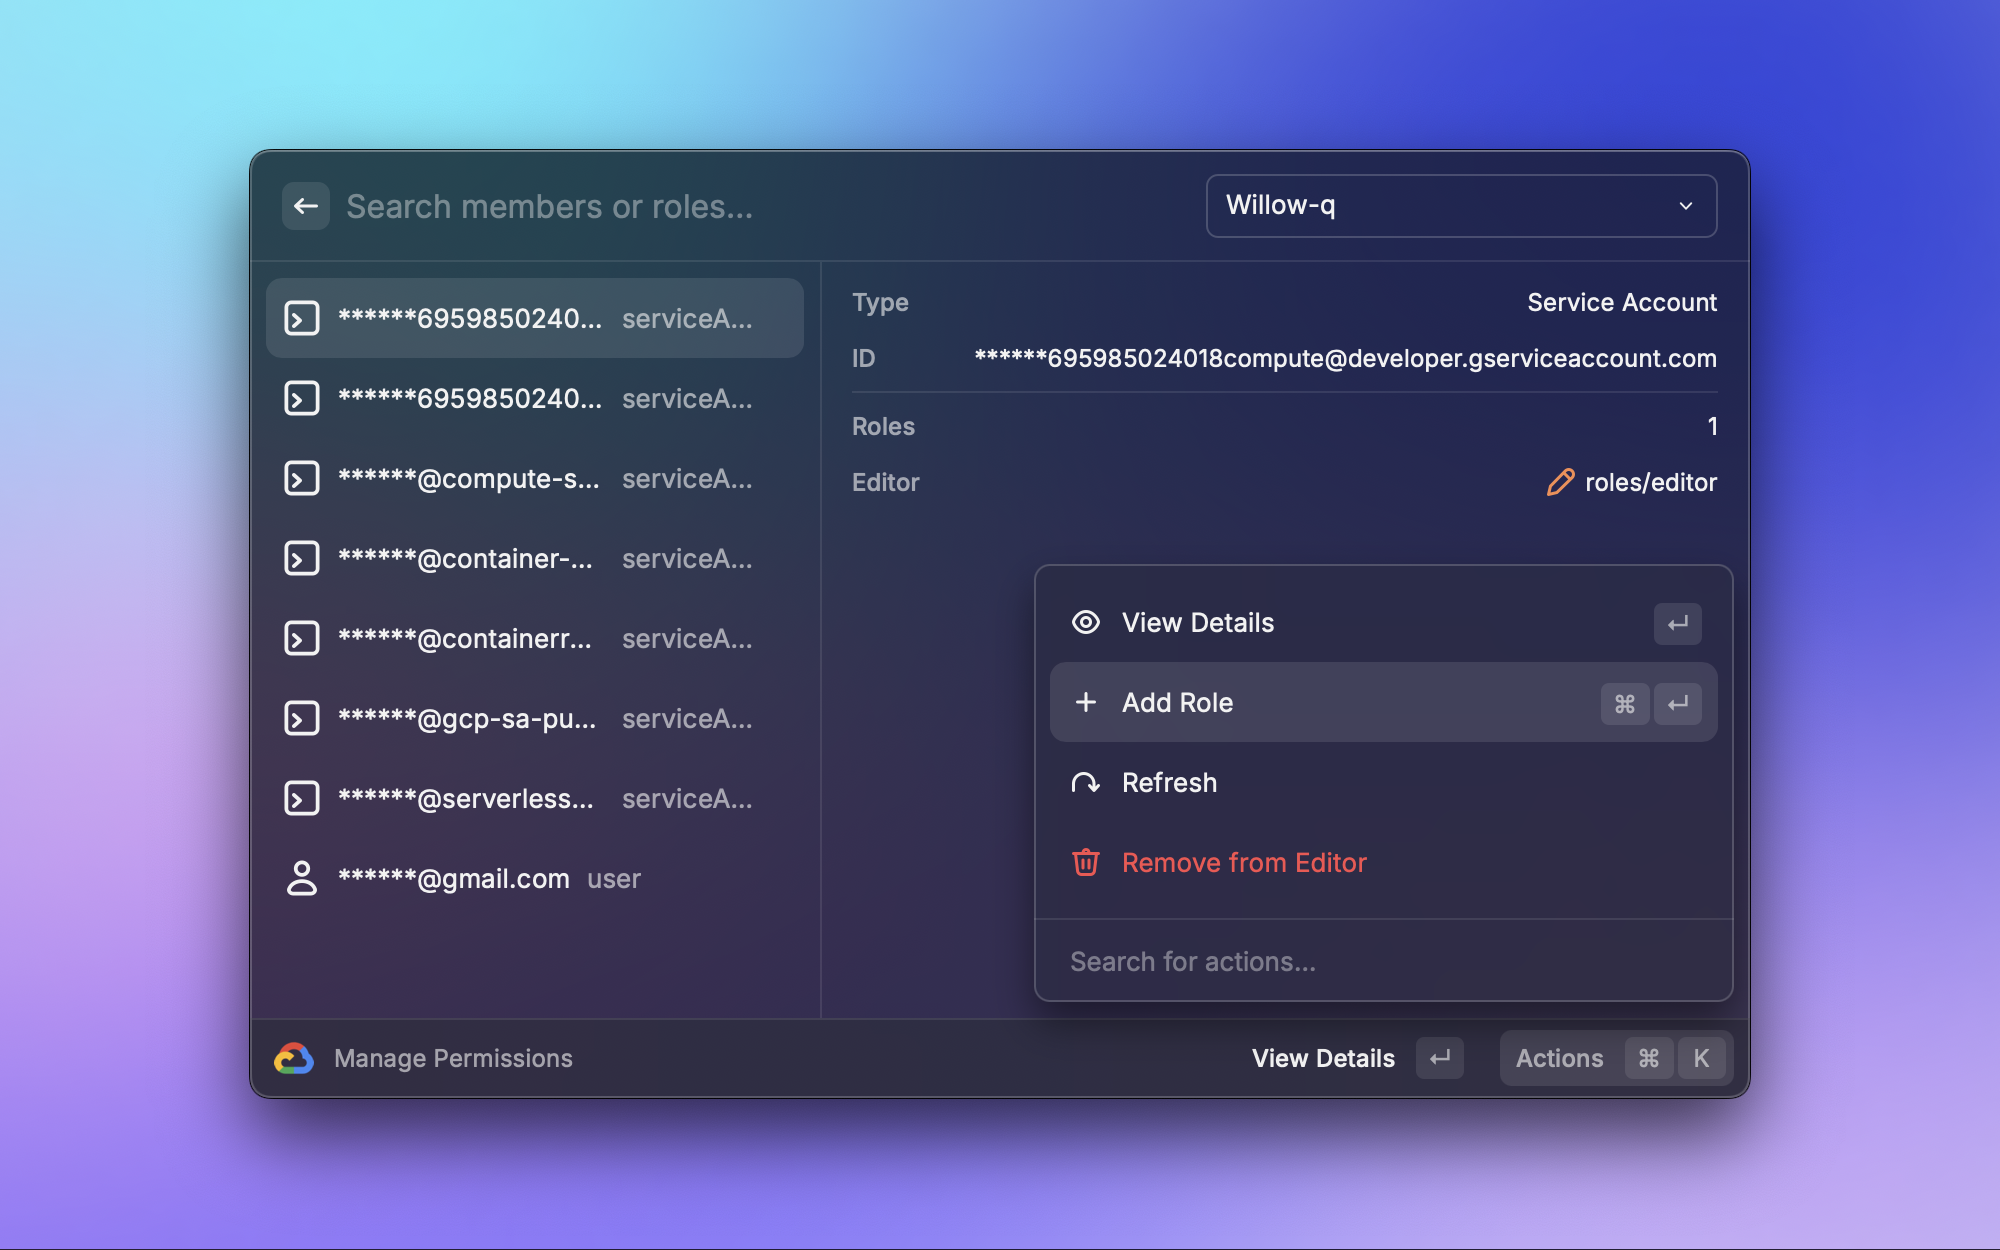 Search members or roles...
Willow-q
******6959850240... serviceA...
******6959850240... serviceA...
******@compute-s... serviceA...
******@container-... serviceA...
******@containerr... serviceA...
******@gcp-sa-pu... serviceA...
******@serverless... serviceA...
******@gmail.com user
Type Service Account
ID ******695985024018compute@developer.gserviceaccount.com
Roles 1
Editor roles/editor
View Details ↵
Add Role ⌘ ↵
Refresh
Remove from Editor
Search for actions...
Manage Permissions
View Details ↵
Actions ⌘ K